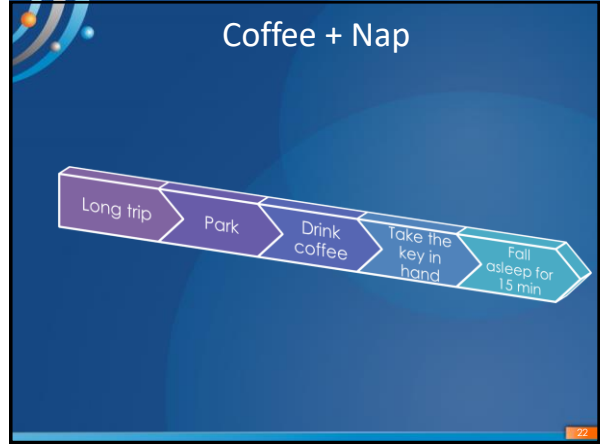 Coffee + Nap
Long trip
Park
Drink
coffee
Take the
key in
hand
Fall
asleep for
15 min
22